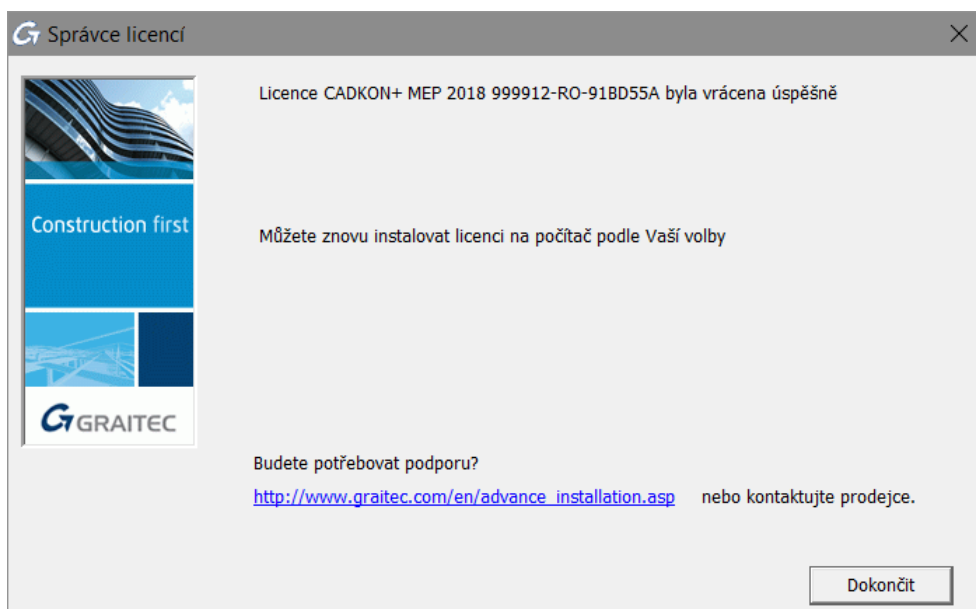 Správce licencí
Licence CADKON+ MEP 2018 999912-RO-91BD55A byla vrácena úspěšně
Construction first
Můžete znovu instalovat licenci na počítač podle Vaší volby
GRAITEC
Budete potřebovat podporu?
http://www.graitec.com/en/advance_installation.asp nebo kontaktujte prodejce.
Dokončit